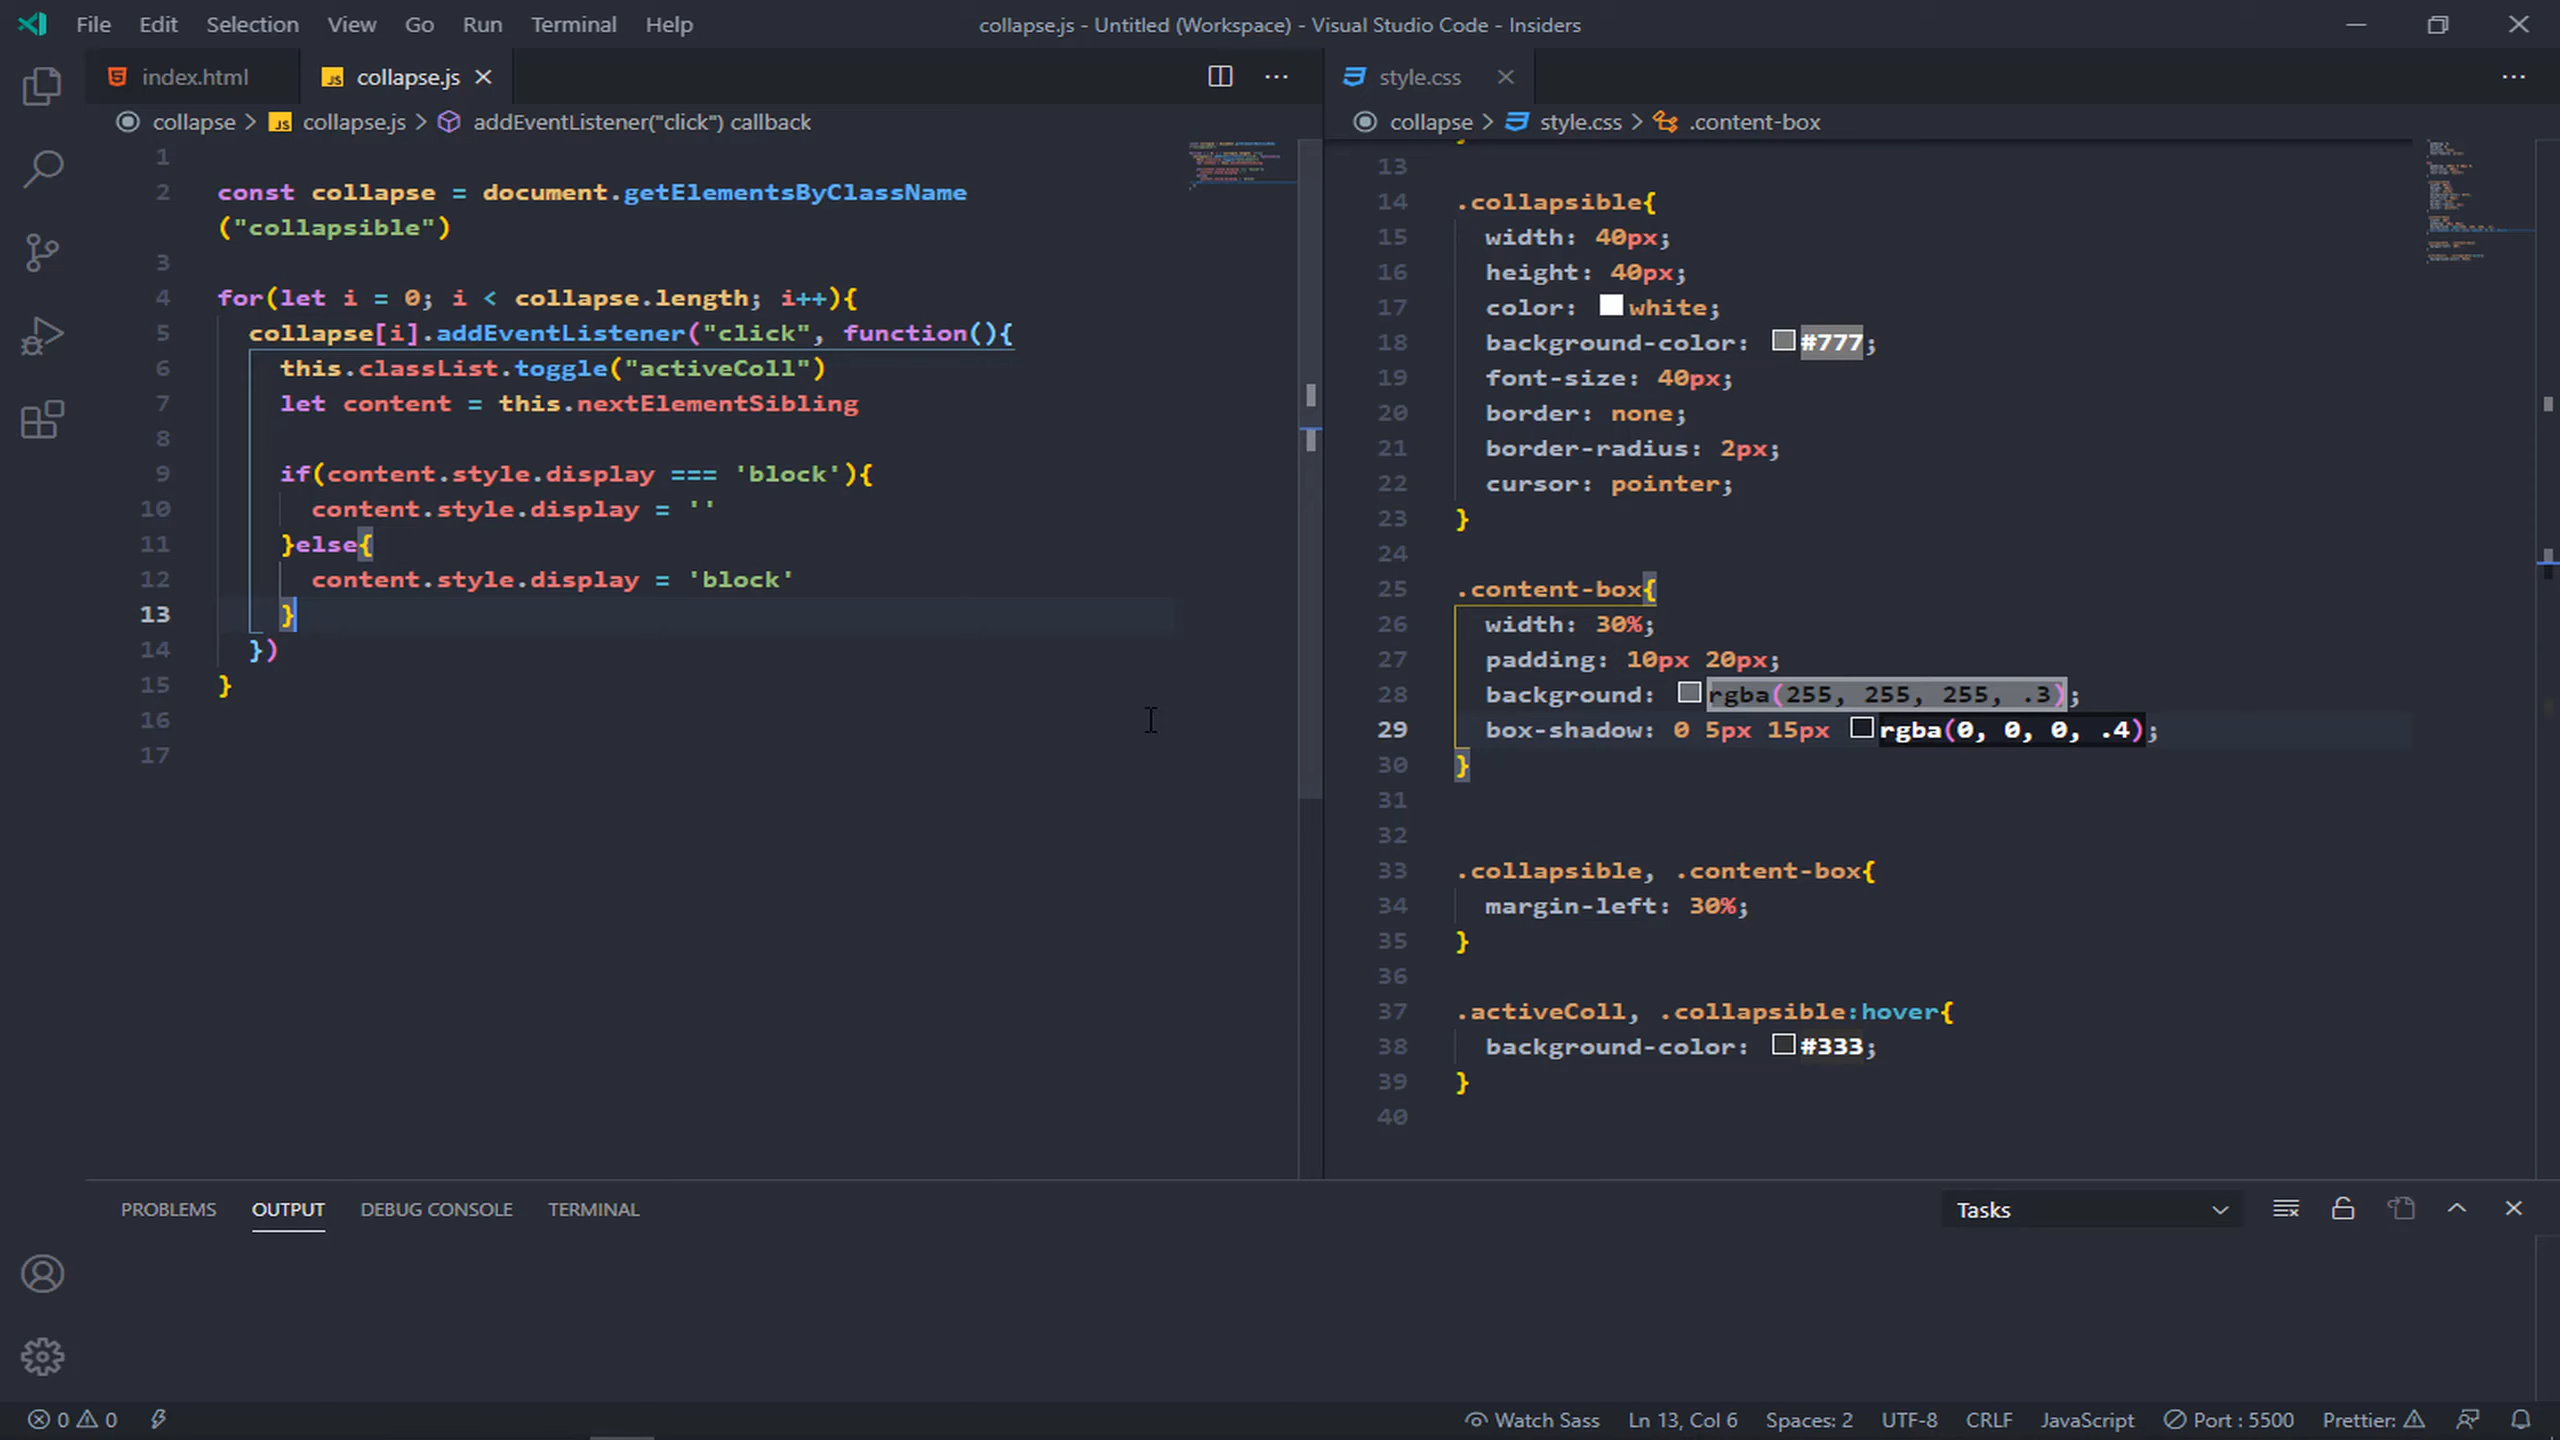 File Edit Selection View Go Run Terminal Help
collapse.js - Untitled (Workspace) - Visual Studio Code - Insiders
index.html
JS collapse.js
collapse > JS collapse.js > addEventListener("click") callback
1
2 const collapse = document.getElementsByClassName
("collapsible")
3
4 for(let i = 0; i < collapse.length; i++){
5 collapse[i].addEventListener("click", function(){
6 this.classList.toggle("activeColl")
7 let content = this.nextElementSibling
8
9 if(content.style.display === 'block'){
10 content.style.display = ''
11 }else{
12 content.style.display = 'block'
13 }
14 })
15 }
16
17
style.css
collapse > style.css > .content-box
13
14 .collapsible{
15 width: 40px;
16 height: 40px;
17 color: white;
18 background-color: #777;
19 font-size: 40px;
20 border: none;
21 border-radius: 2px;
22 cursor: pointer;
23 }
24
25 .content-box{
26 width: 30%;
27 padding: 10px 20px;
28 background: rgba(255, 255, 255, .3);
29 box-shadow: 0 5px 15px rgba(0, 0, 0, .4);
30 }
31
32
33 .collapsible, .content-box{
34 margin-left: 30%;
35 }
36
37 .activeColl, .collapsible:hover{
38 background-color: #333;
39 }
40
PROBLEMS OUTPUT DEBUG CONSOLE TERMINAL
Tasks
0 0
Watch Sass Ln 13, Col 6 Spaces: 2 UTF-8 CRLF JavaScript Port : 5500 Prettier: